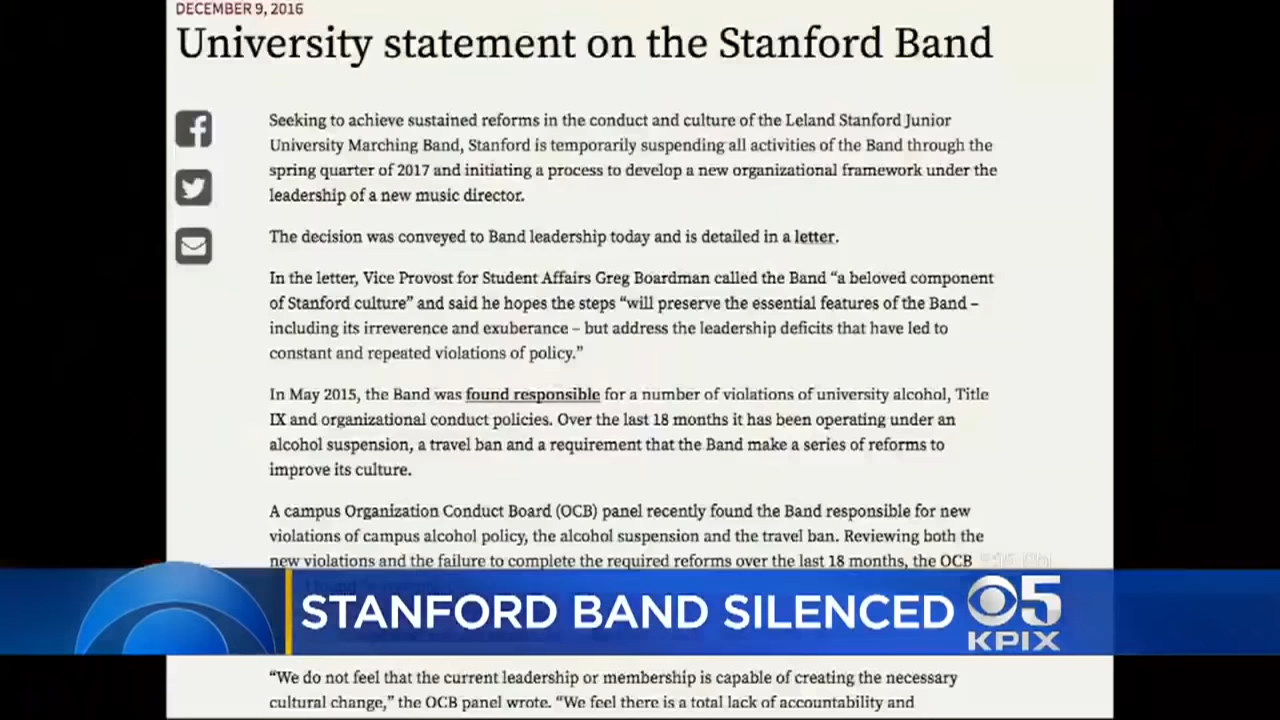 DECEMBER 9, 2016
University statement on the Stanford Band
Seeking to achieve sustained reforms in the conduct and culture of the Leland Stanford Junior
University Marching Band, Stanford is temporarily suspending all activities of the Band through the
spring quarter of 2017 and initiating a process to develop a new organizational framework under the
leadership of a new music director.
The decision was conveyed to Band leadership today and is detailed in a letter.
In the letter, Vice Provost for Student Affairs Greg Boardman called the Band “a beloved component
of Stanford culture” and said he hopes the steps “will preserve the essential features of the Band –
including its irreverence and exuberance – but address the leadership deficits that have led to
constant and repeated violations of policy.”
In May 2015, the Band was found responsible for a number of violations of university alcohol, Title
IX and organizational conduct policies. Over the last 18 months it has been operating under an
alcohol suspension, a travel ban and a requirement that the Band make a series of reforms to
improve its culture.
A campus Organization Conduct Board (OCB) panel recently found the Band responsible for new
violations of campus alcohol policy, the alcohol suspension and the travel ban. Reviewing both the
new violations and the failure to complete the required reforms over the last 18 months, the OCB
STANFORD BAND SILENCED
5
KPIX
“We do not feel that the current leadership or membership is capable of creating the necessary
cultural change,” the OCB panel wrote. “We feel there is a total lack of accountability and